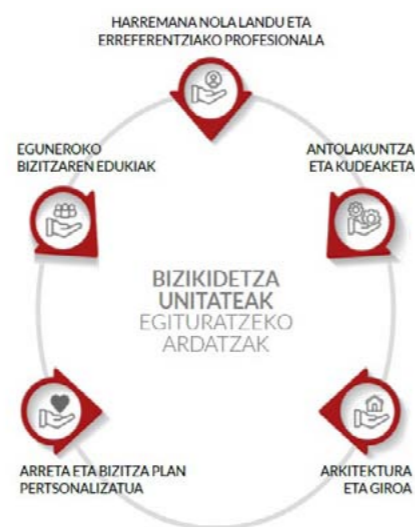 HARREMANA NOLA LANDU ETA
ERREFERENTZIAKO PROFESIONALA
EGUNEROKO
BIZITZAREN EDUKIAK
ANTOLAKUNTZA
ETA KUDEAKETA
BIZIKIDETZA
UNITATEAK
EGITURATZEKO
ARDATZAK
ARRETA ETA BIZITZA PLAN
PERTSONALIZATUA
ARKITEKTURA
ETA GIROA